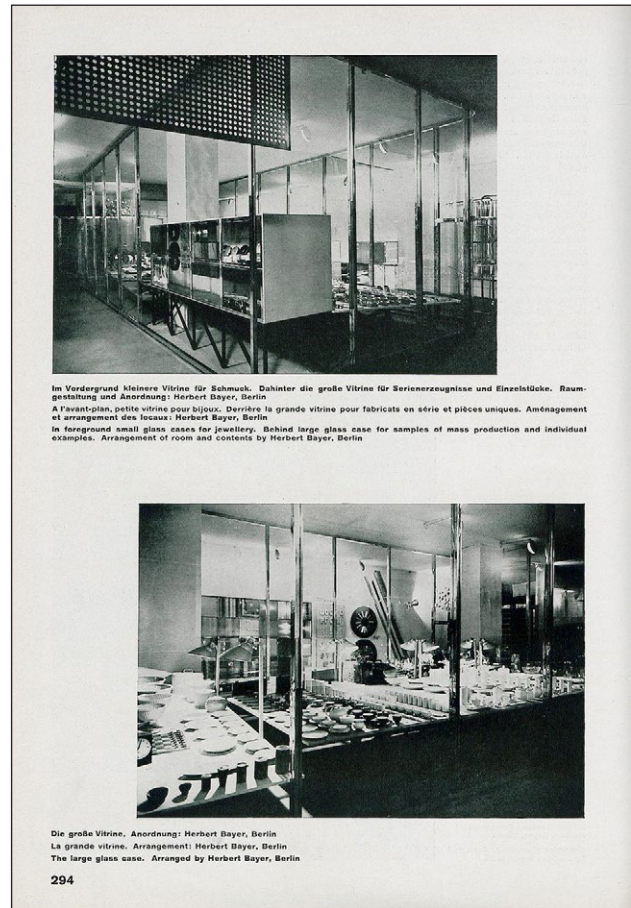 Im Vordergrund kleinere Vitrine für Schmuck. Dahinter die große Vitrine für Serienerzeugnisse und Einzelstücke. Raum-
gestaltung und Anordnung: Herbert Bayer, Berlin
A l'avant-plan, petite vitrine pour bijoux. Derrière la grande vitrine pour fabricats en série et pièces uniques. Aménagement
et arrangement des locaux: Herbert Bayer, Berlin
In foreground small glass cases for jewellery. Behind large glass case for samples of mass production and individual
examples. Arrangement of room and contents by Herbert Bayer, Berlin
Die große Vitrine. Anordnung: Herbert Bayer, Berlin
La grande vitrine. Arrangement: Herbert Bayer, Berlin
The large glass case. Arranged by Herbert Bayer, Berlin
294